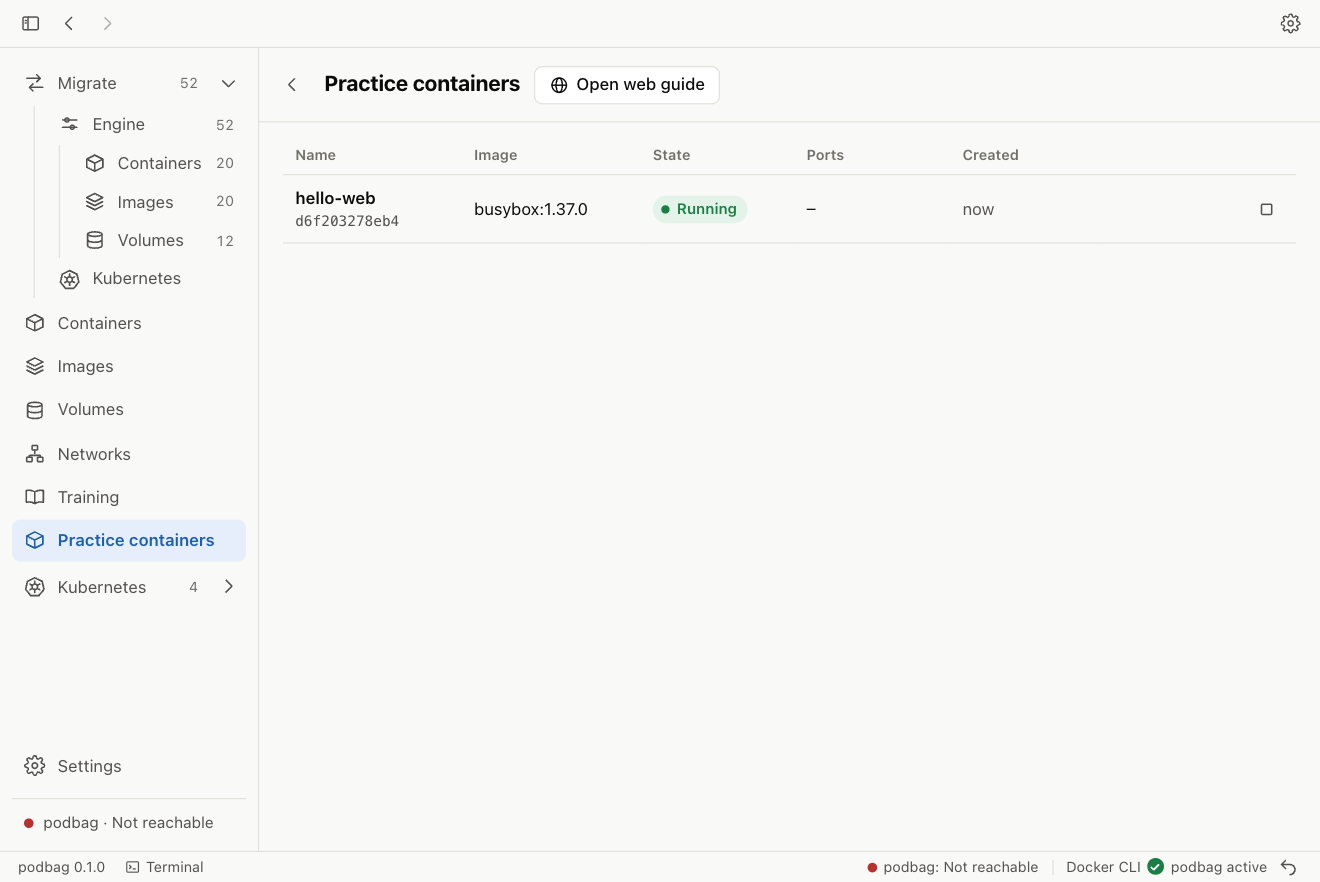 Migrate 52
Engine 52
Containers 20
Images 20
Volumes 12
Kubernetes
Containers
Images
Volumes
Networks
Training
Practice containers
Kubernetes 4
Settings
podbag · Not reachable
Practice containers Open web guide
Name Image State Ports Created
hello-web
d6f203278eb4
busybox:1.37.0 Running – now
podbag 0.1.0 Terminal podbag: Not reachable Docker CLI podbag active